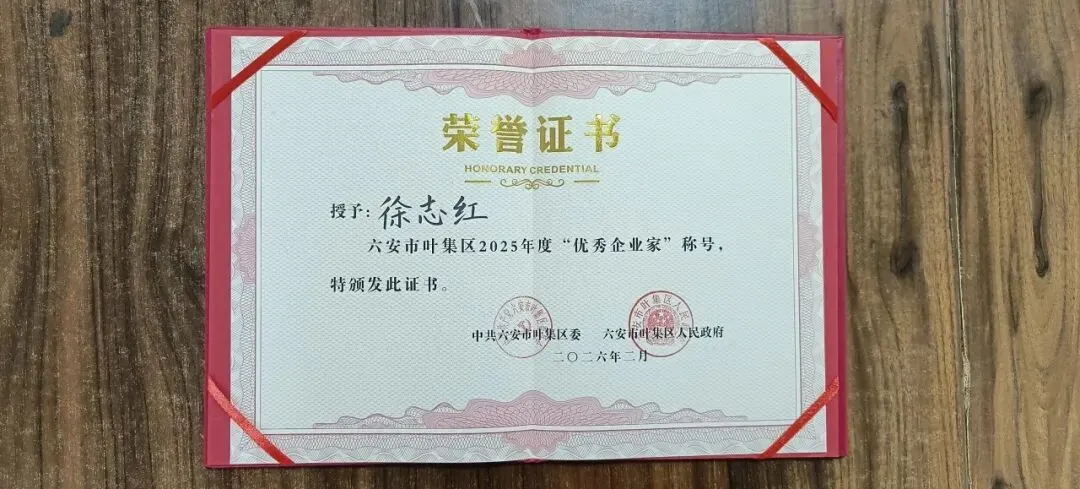 荣誉证书
HONORARY CREDENTIAL
授予：徐志红
六安市叶集区2025年度“优秀企业家”称号，
特颁发此证书。
中共六安市叶集区委 六安市叶集区人民政府
二〇二六年二月